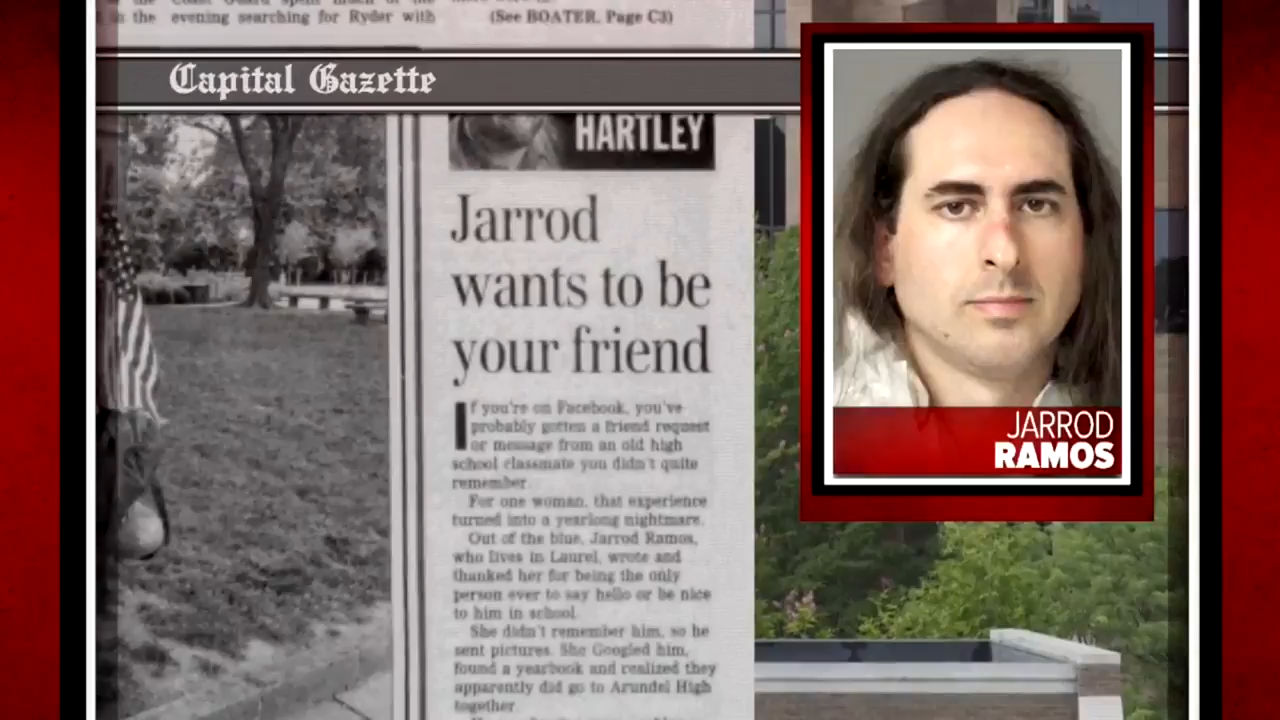 the evening searching for Ryder with
(See BOATER, Page C3)
Capital Gazette
HARTLEY
Jarrod
wants to be
your friend
If you're on Facebook, you've
probably gotten a friend request
or message from an old high
school classmate you didn't quite
remember.
For one woman, that experience
turned into a yearlong nightmare.
Out of the blue, Jarrod Ramos,
who lives in Laurel, wrote and
thanked her for being the only
person ever to say hello or be nice
to him in school.
She didn't remember him, so he
sent pictures. She Googled him,
found a yearbook and realized they
apparently did go to Arundel High
together.
JARROD
RAMOS